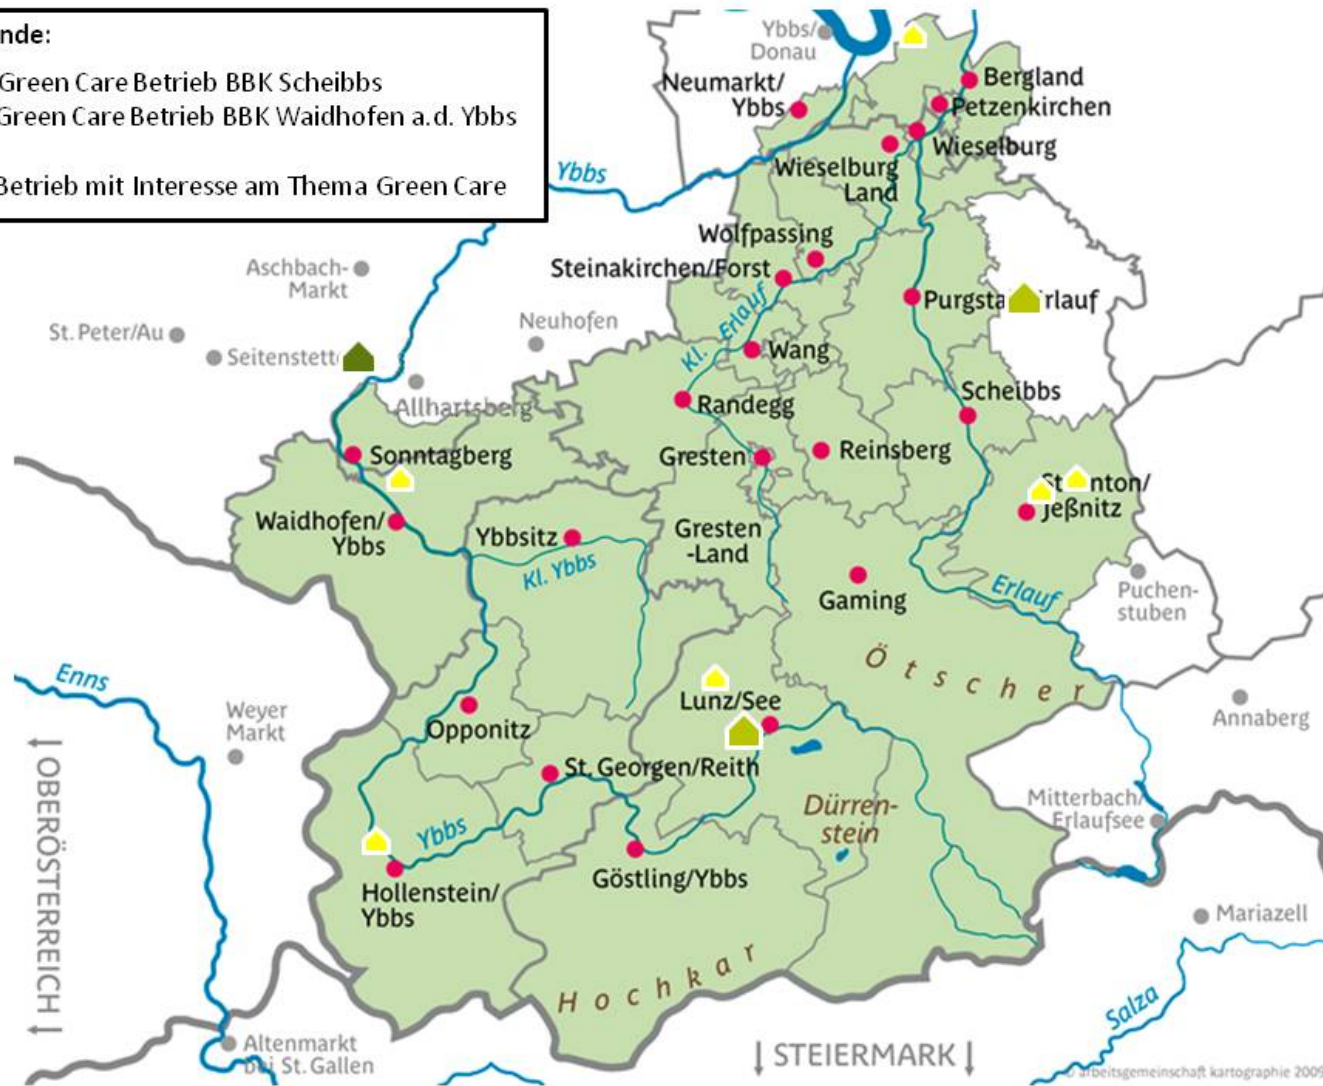 nde:
Green Care Betrieb BBK Scheibbs
Green Care Betrieb BBK Waidhofen a.d. Ybbs
Betrieb mit Interesse am Thema Green Care
Ybbs/
Donau
Neumarkt/
Ybbs
Bergland
Petzenkirchen
Wieselburg
Wieselburg
Land
Ybbs
Wolfpassing
Steinakirchen/Forst
Aschbach-
Markt
Kl. Erlauf
Purgsta rlauf
St. Peter/Au
Neuhofen
Seitenstett
Wang
Allhartsberg
Randegg
Scheibbs
Sonntagberg
Gresten
Reinsberg
St nton/
Jeßnitz
Waidhofen/
Ybbs
Ybbsitz
Gresten
-Land
Kl. Ybbs
Gaming
Erlauf
Puchen-
stuben
Ötscher
Enns
Lunz/See
Weyer
Markt
Opponitz
Annaberg
OBERÖSTERREICH
St. Georgen/Reith
Dürren-
stein
Mitterbach/
Erlaufsee
Ybbs
Hollenstein/
Ybbs
Göstling/Ybbs
Mariazell
Hochkar
Salza
Altenmarkt
bei St. Gallen
STEIERMARK
arbeitsgemeinschaft kartographie 2009